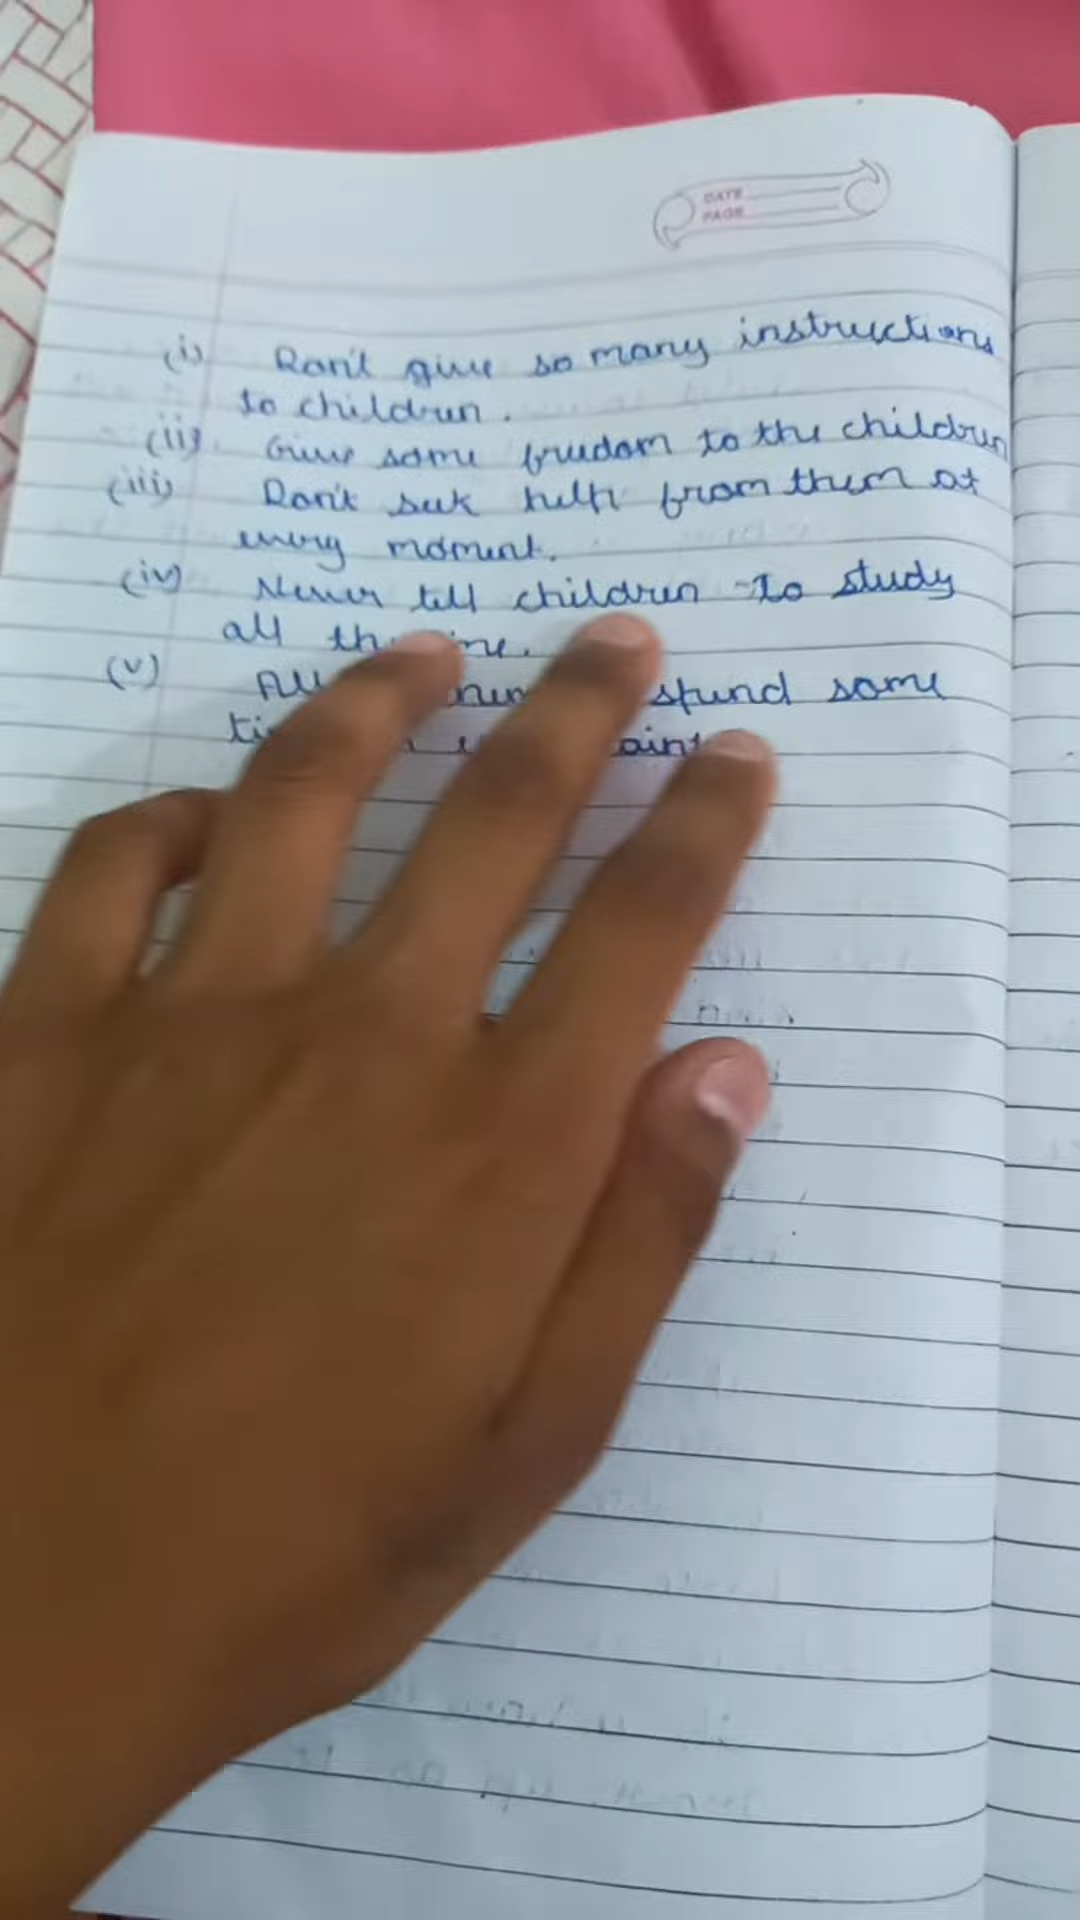 DATE
PAGE
(i) Don't give so many instructions
to children.
(ii) Give some freedom to the children
(iii) Don't seek help from them at
every moment.
(iv) Never tell children to study
all
(v) spend some